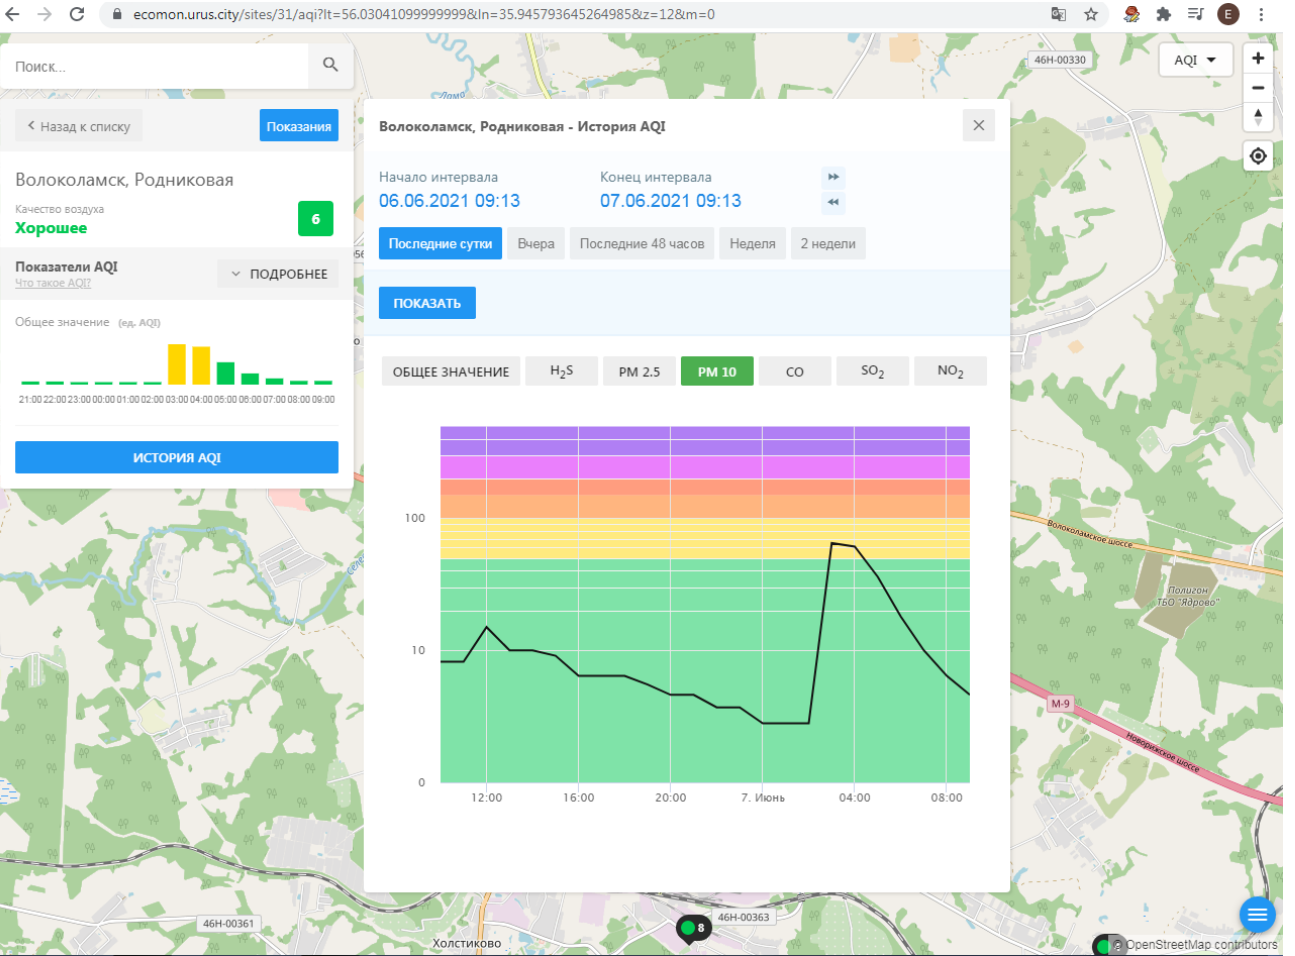 ecomon.urus.city/sites/31/aqi?lt=56.03041099999999&ln=35.945793645264985&z=12&m=0
E
Поиск...
46Н-00330
AQI
Назад к списку
Показания
Волоколамск, Родниковая
Качество воздуха
Хорошее
6
Показатели AQI
Что такое AQI?
ПОДРОБНЕЕ
Общее значение (ед. AQI)
21:00 22:00 23:00 00:00 01:00 02:00 03:00 04:00 05:00 06:00 07:00 08:00 09:00
ИСТОРИЯ AQI
Волоколамск, Родниковая - История AQI
Начало интервала
Конец интервала
06.06.2021 09:13
07.06.2021 09:13
Последние сутки
Вчера
Последние 48 часов
Неделя
2 недели
ПОКАЗАТЬ
ОБЩЕЕ ЗНАЧЕНИЕ
H2S
PM 2.5
PM 10
CO
SO2
NO2
100
10
0
12:00
16:00
20:00
7. Июнь
04:00
08:00
Волоколамское шоссе
Полигон
ТБО "Ядрово"
М-9
Новорижское шоссе
46Н-00361
46Н-00363
8
Холстиково
© OpenStreetMap contributors